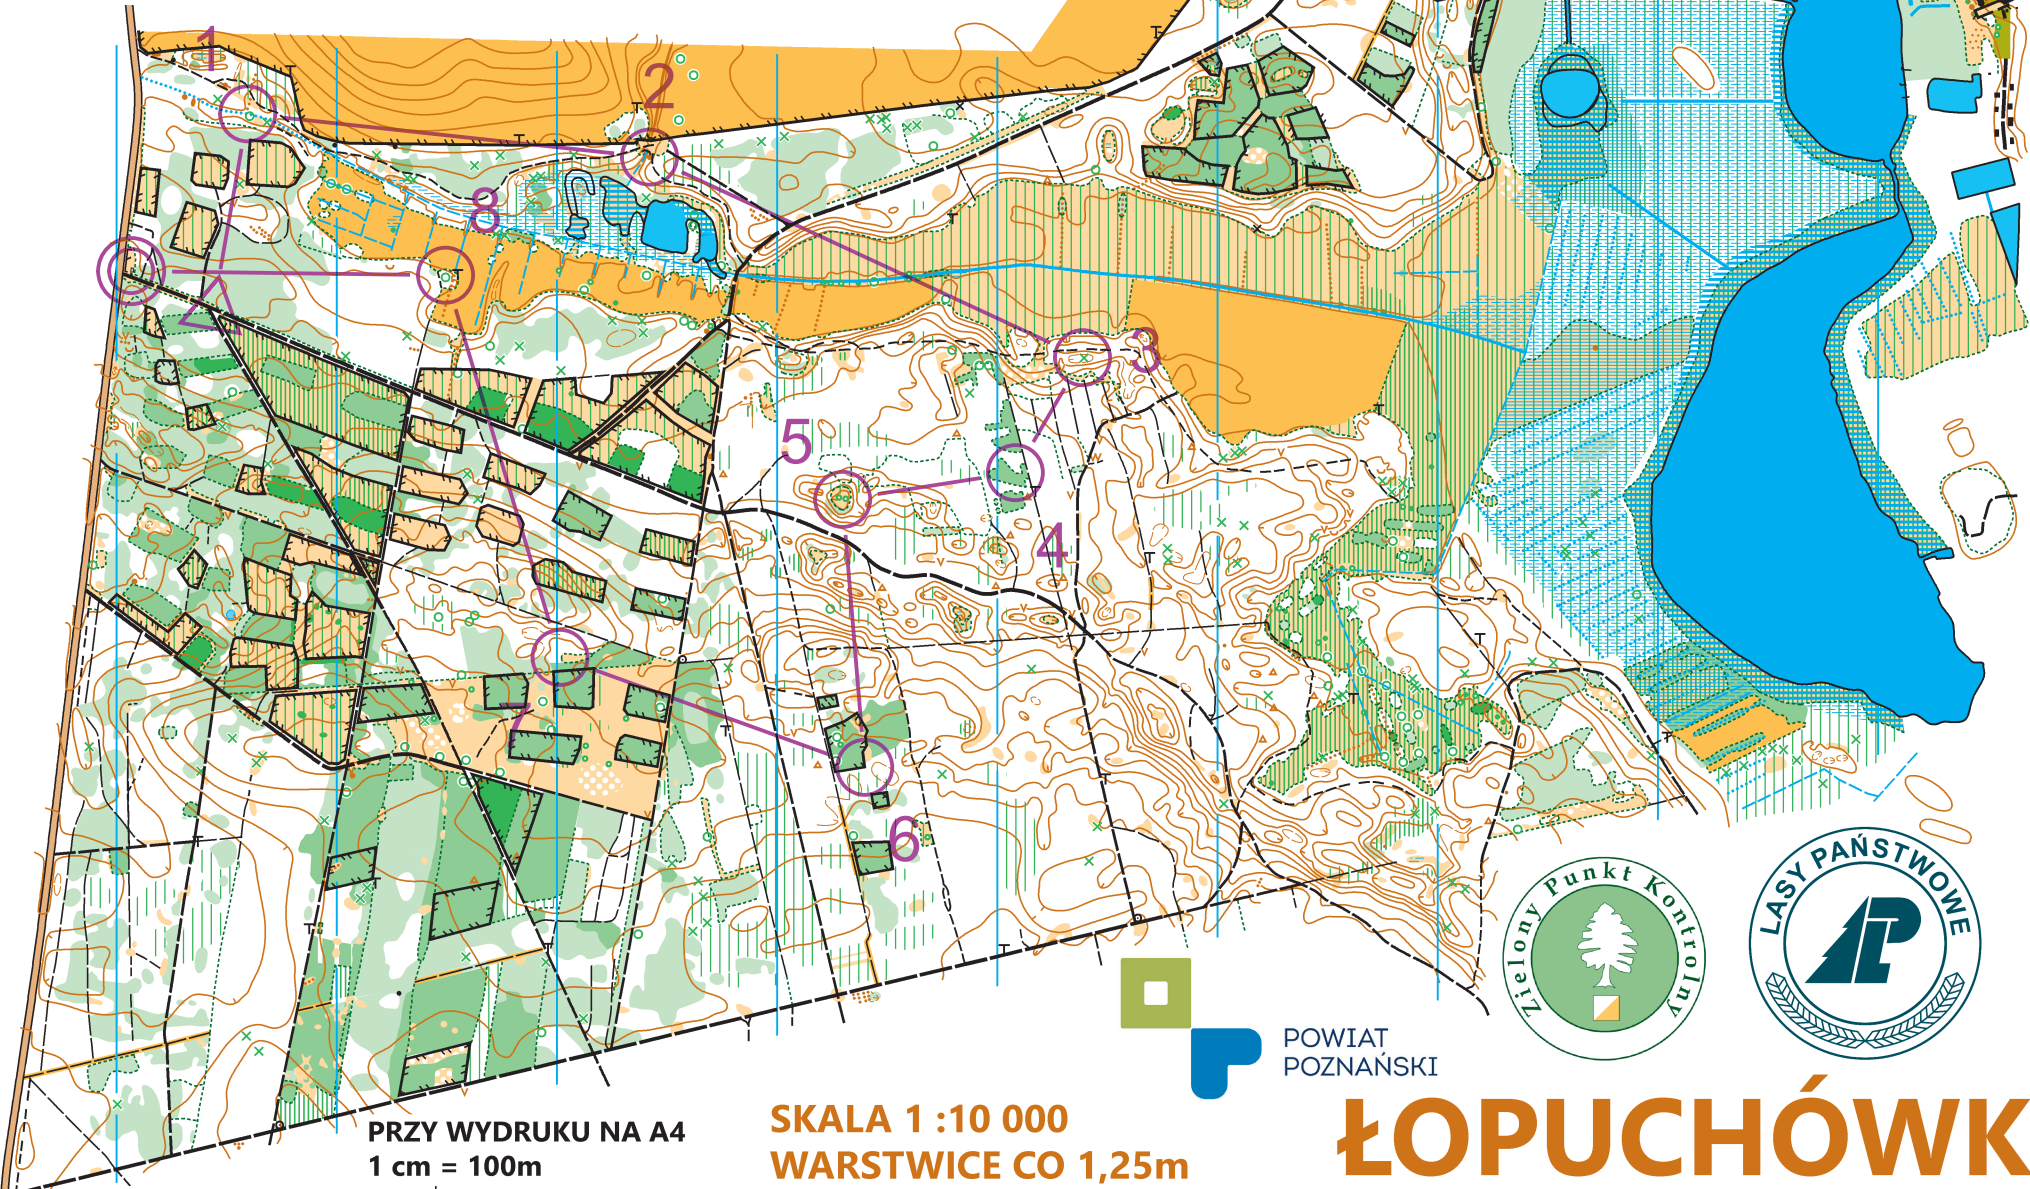 1
2
8
3
5
4
7
6
Zielony Punkt Kontrolny
LASY PAŃSTWOWE
POWIAT
POZNAŃSKI
PRZY WYDRUKU NA A4
1 cm = 100m
SKALA 1 :10 000
WARSTWICE CO 1,25m
ŁOPUCHÓWK